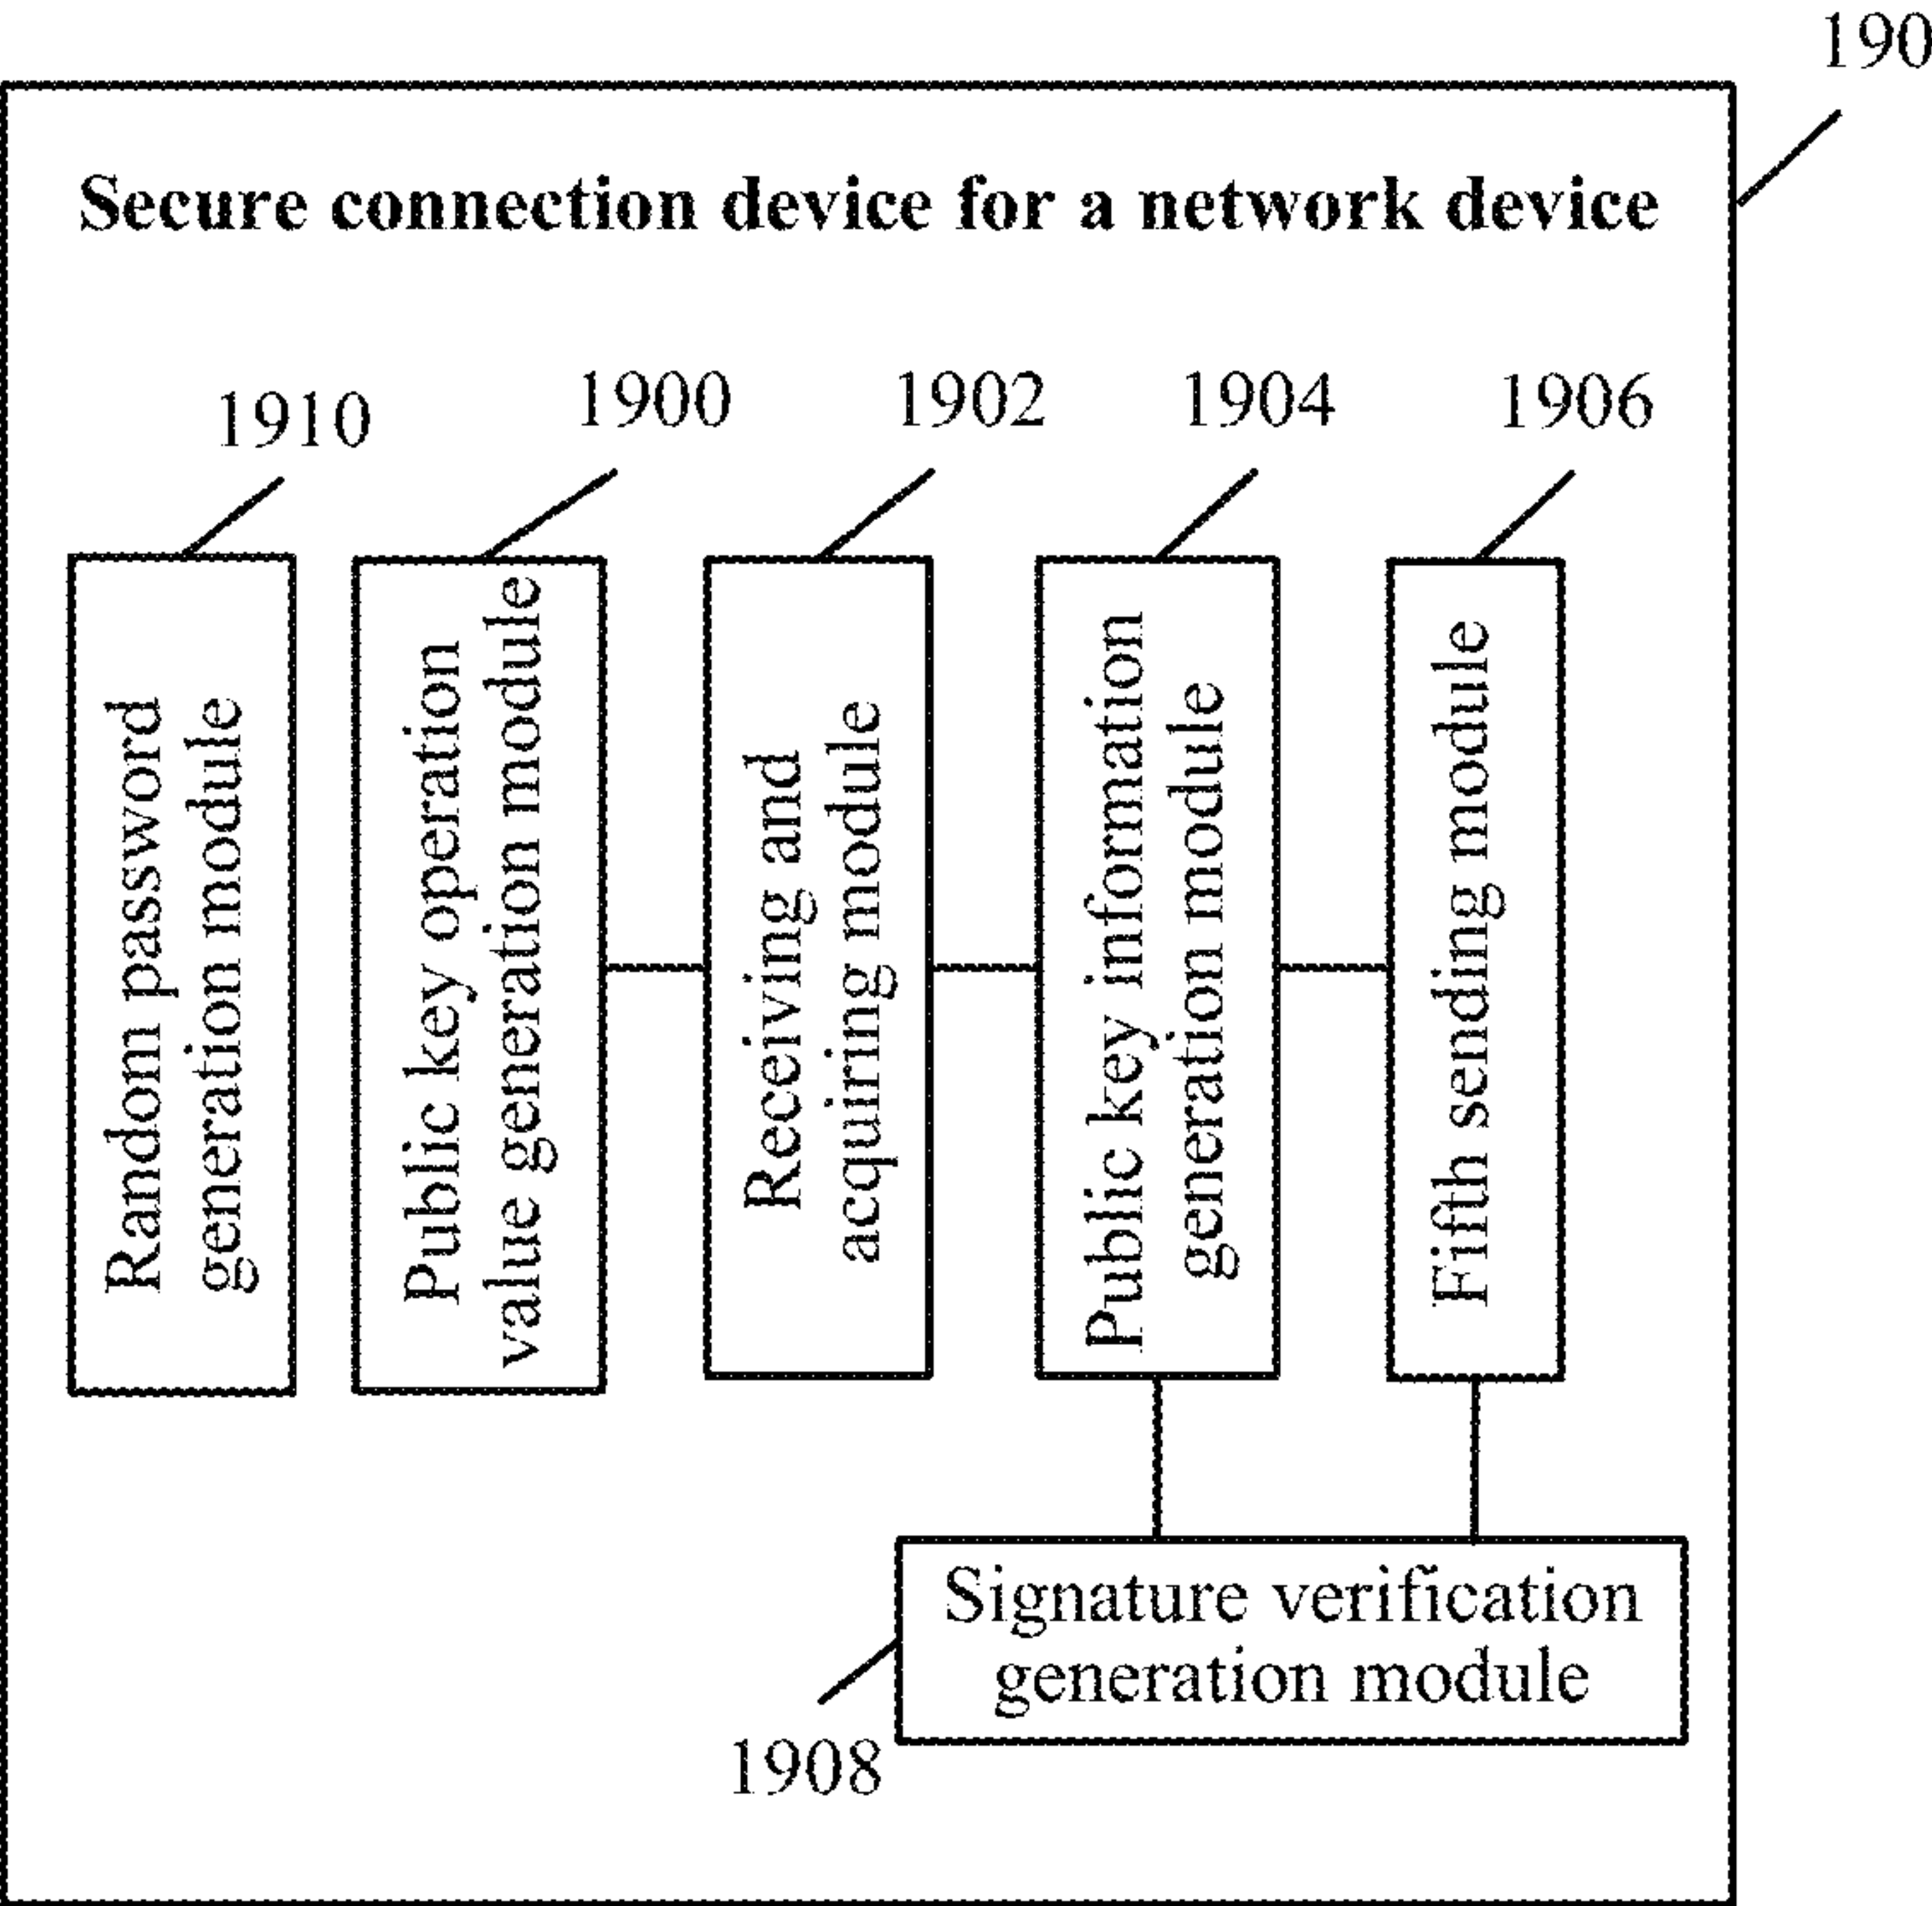 190
Secure connection device for a network device
1910
1900
1902
1904
1906
Random password
generation module
Public key operation
value generation module
Receiving and
acquiring module
Public key information
generation module
Fifth sending module
Signature verification
generation module
1908